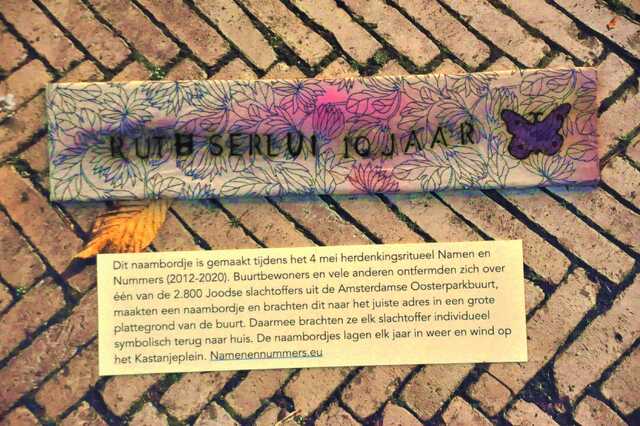 RUTH SERLUI 10 JAAR
Dit naambordje is gemaakt tijdens het 4 mei herdenkingsritueel Namen en
Nummers (2012-2020). Buurtbewoners en vele anderen ontfermden zich over
één van de 2.800 Joodse slachtoffers uit de Amsterdamse Oosterparkbuurt,
maakten een naambordje en brachten dit naar het juiste adres in een grote
plattegrond van de buurt. Daarmee brachten ze elk slachtoffer individueel
symbolisch terug naar huis. De naambordjes lagen elk jaar in weer en wind op
het Kastanjeplein. Namenennummers.eu